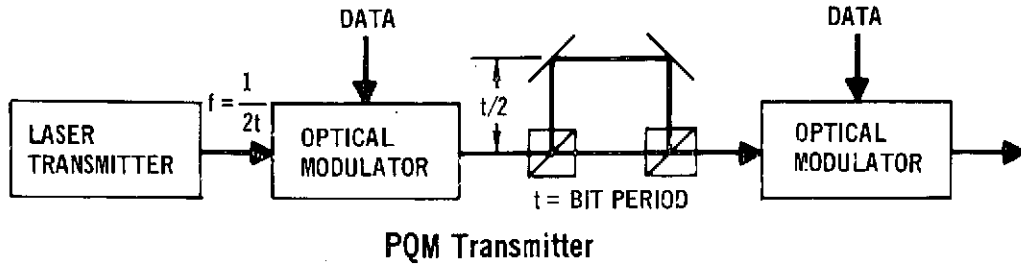 DATA
DATA
f = 1/2t
t/2
LASER
TRANSMITTER
OPTICAL
MODULATOR
OPTICAL
MODULATOR
t = BIT PERIOD
PQM Transmitter